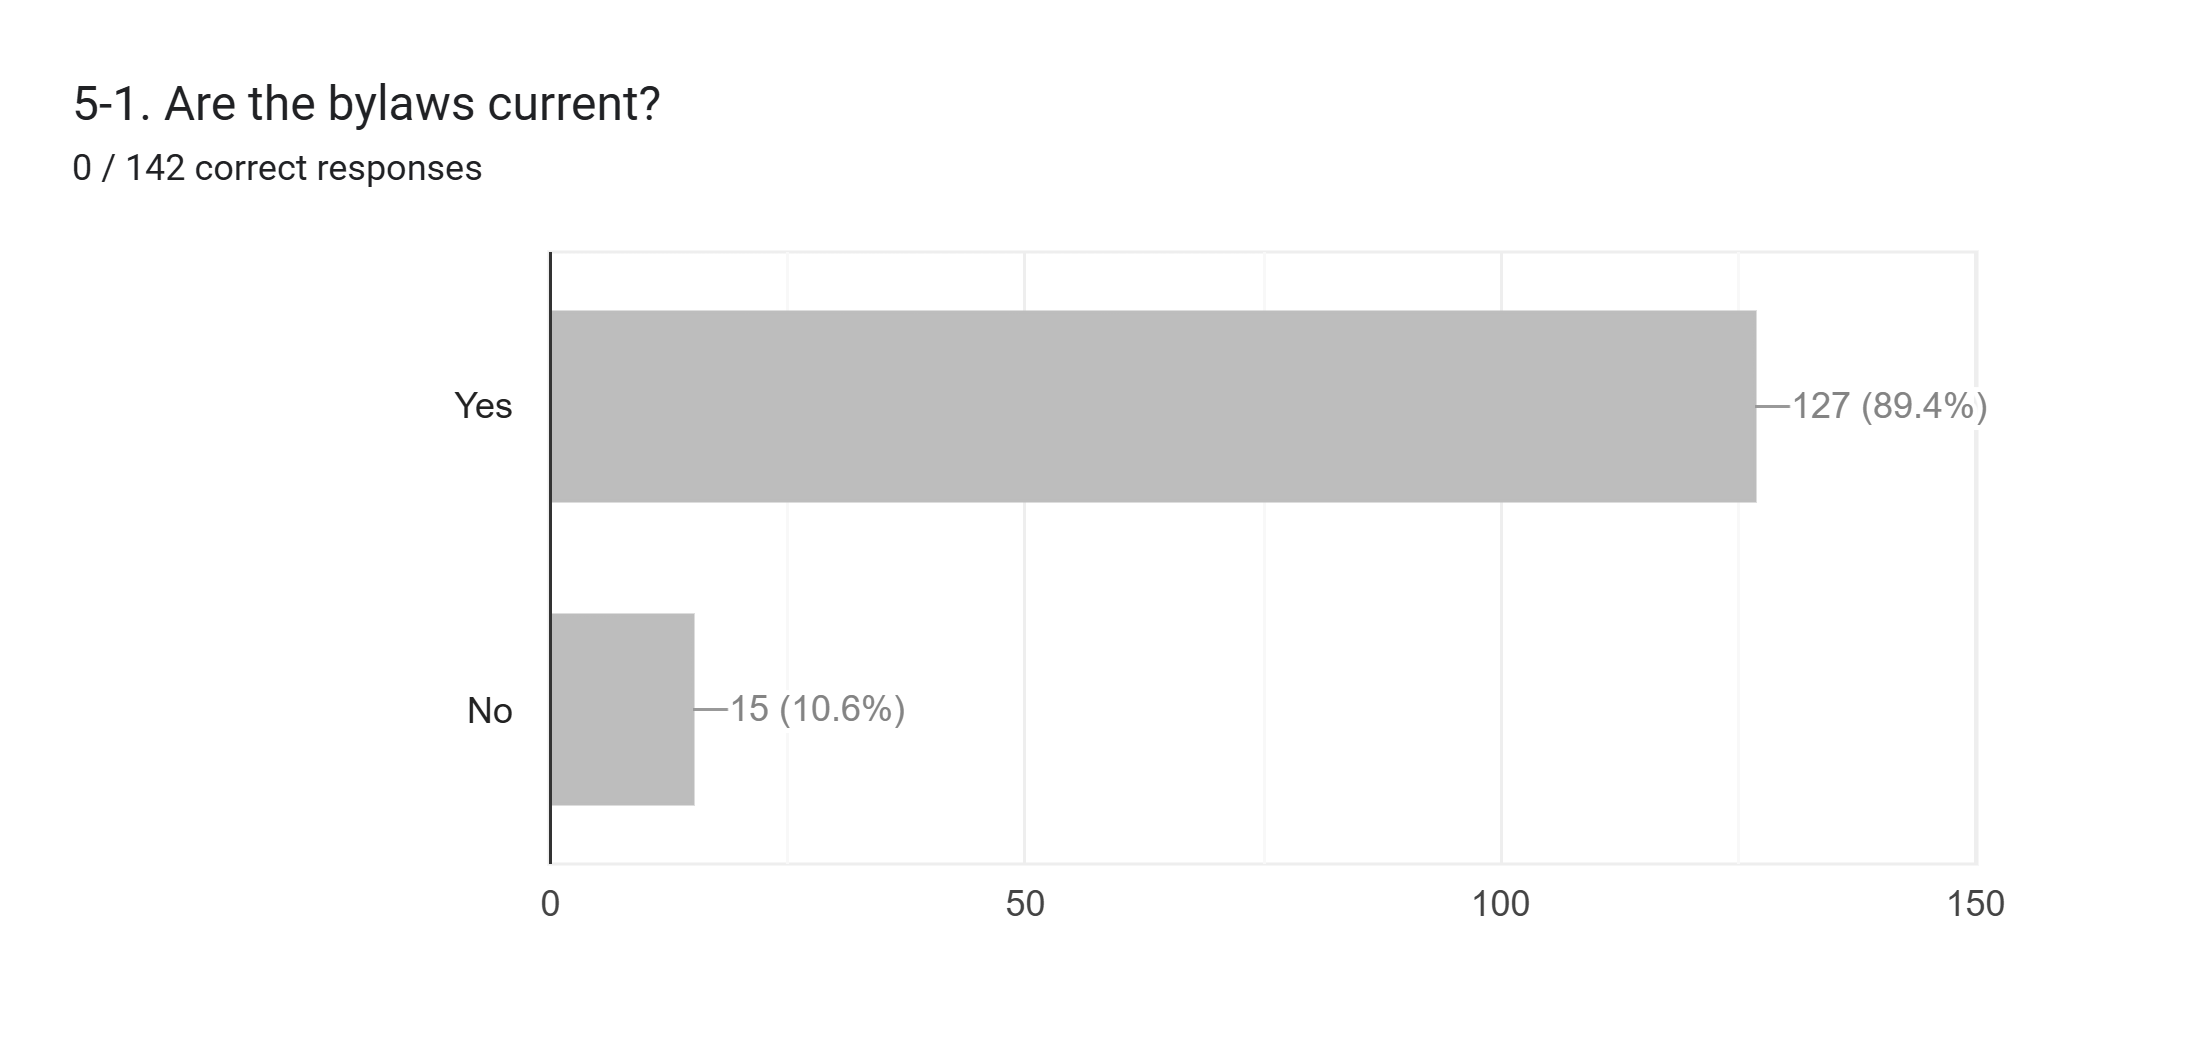 5-1. Are the bylaws current?
0 / 142 correct responses
Yes
127 (89.4%)
No
15 (10.6%)
0
50
100
150